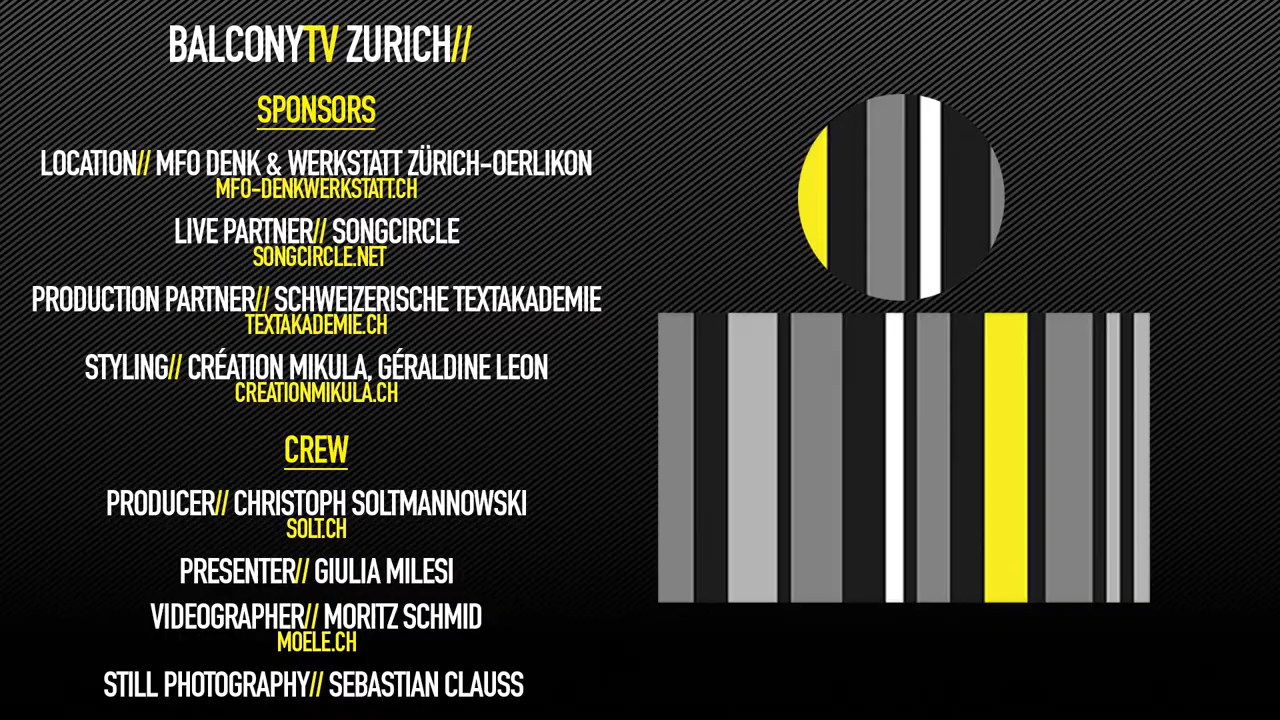 BALCONYTV ZURICH//
SPONSORS
LOCATION// MFO DENK & WERKSTATT ZÜRICH-OERLIKON
MFO-DENKWERKSTATT.CH
LIVE PARTNER// SONGCIRCLE
SONGCIRCLE.NET
PRODUCTION PARTNER// SCHWEIZERISCHE TEXTAKADEMIE
TEXTAKADEMIE.CH
STYLING// CRÉATION MIKULA, GÉRALDINE LEON
CREATIONMIKULA.CH
CREW
PRODUCER// CHRISTOPH SOLTMANNOWSKI
SOLT.CH
PRESENTER// GIULIA MILESI
VIDEOGRAPHER// MORITZ SCHMID
MOELE.CH
STILL PHOTOGRAPHY// SEBASTIAN CLAUSS